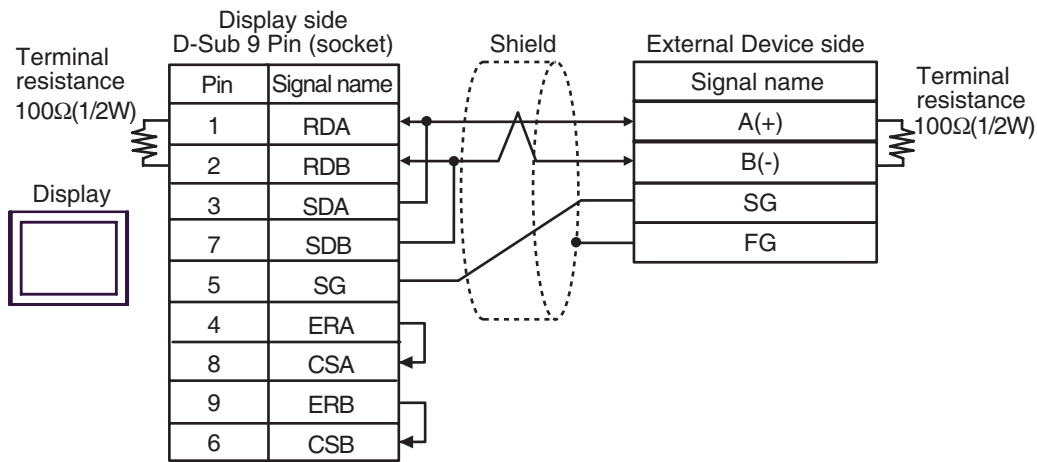 Display side
D-Sub 9 Pin (socket)
Shield
External Device side
Terminal
resistance
100Ω(1/2W)
Pin Signal name
1 RDA
2 RDB
3 SDA
7 SDB
5 SG
4 ERA
8 CSA
9 ERB
6 CSB
Display
Signal name
A(+)
B(-)
SG
FG
Terminal
resistance
100Ω(1/2W)